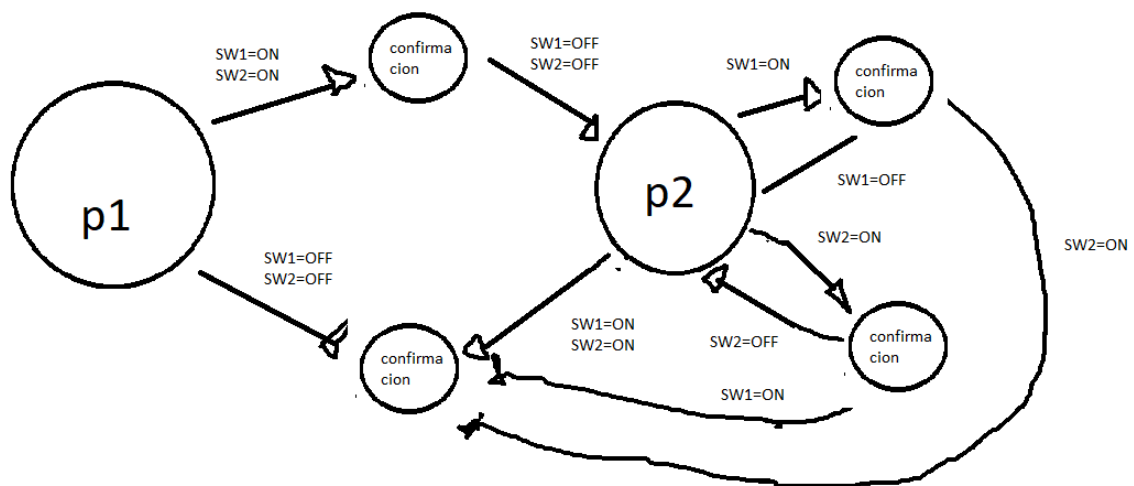 SW1=ON
SW2=ON
confirma
cion
SW1=OFF
SW2=OFF
SW1=ON
confirma
cion
p1
p2
SW1=OFF
SW2=ON
SW2=ON
SW1=OFF
SW2=OFF
SW1=ON
SW2=ON
SW2=OFF
confirma
cion
confirma
cion
SW1=ON